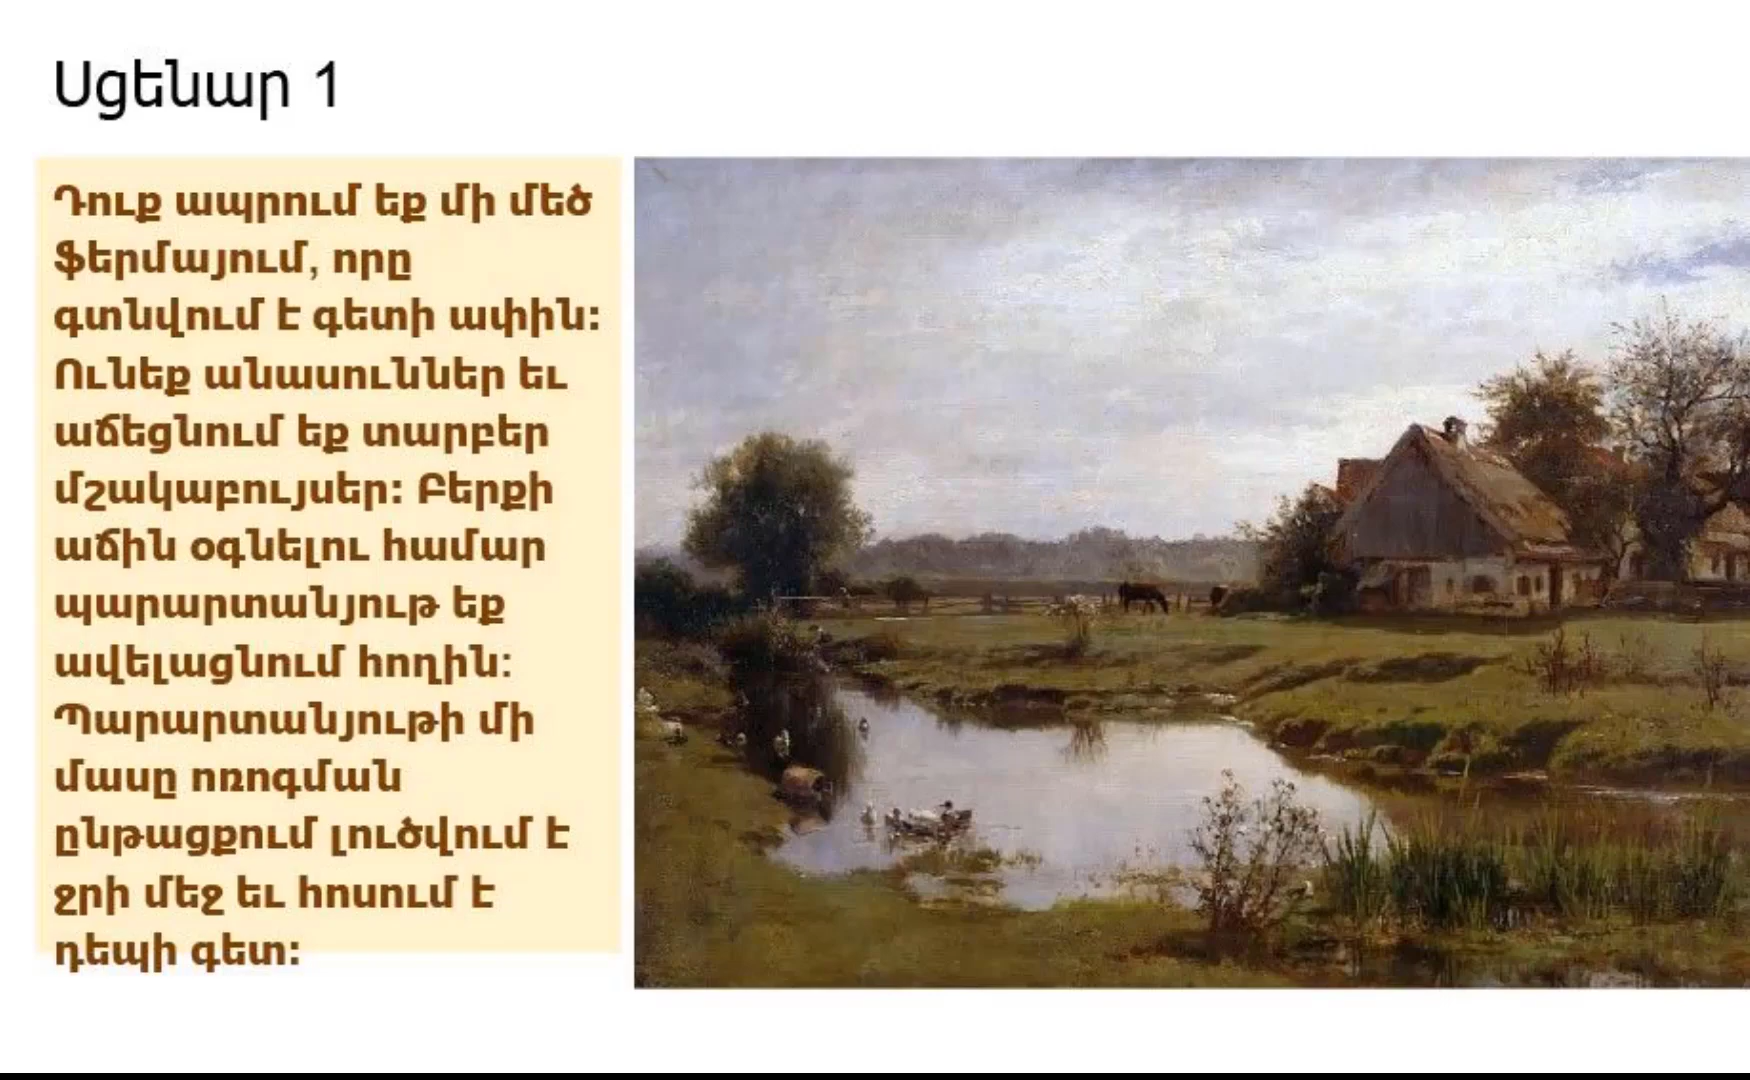 Սցենար 1
Դուք ապրում եք մի մեծ
ֆերմայում, որը
գտնվում է գետի ափին:
Ունեք անասուններ եւ
աճեցնում եք տարբեր
մշակաբույսեր: Բերքի
աճին օգնելու համար
պարարտանյութ եք
ավելացնում հողին:
Պարարտանյութի մի
մասը ոռոգման
ընթացքում լուծվում է
ջրի մեջ եւ հոսում է
դեպի գետ: